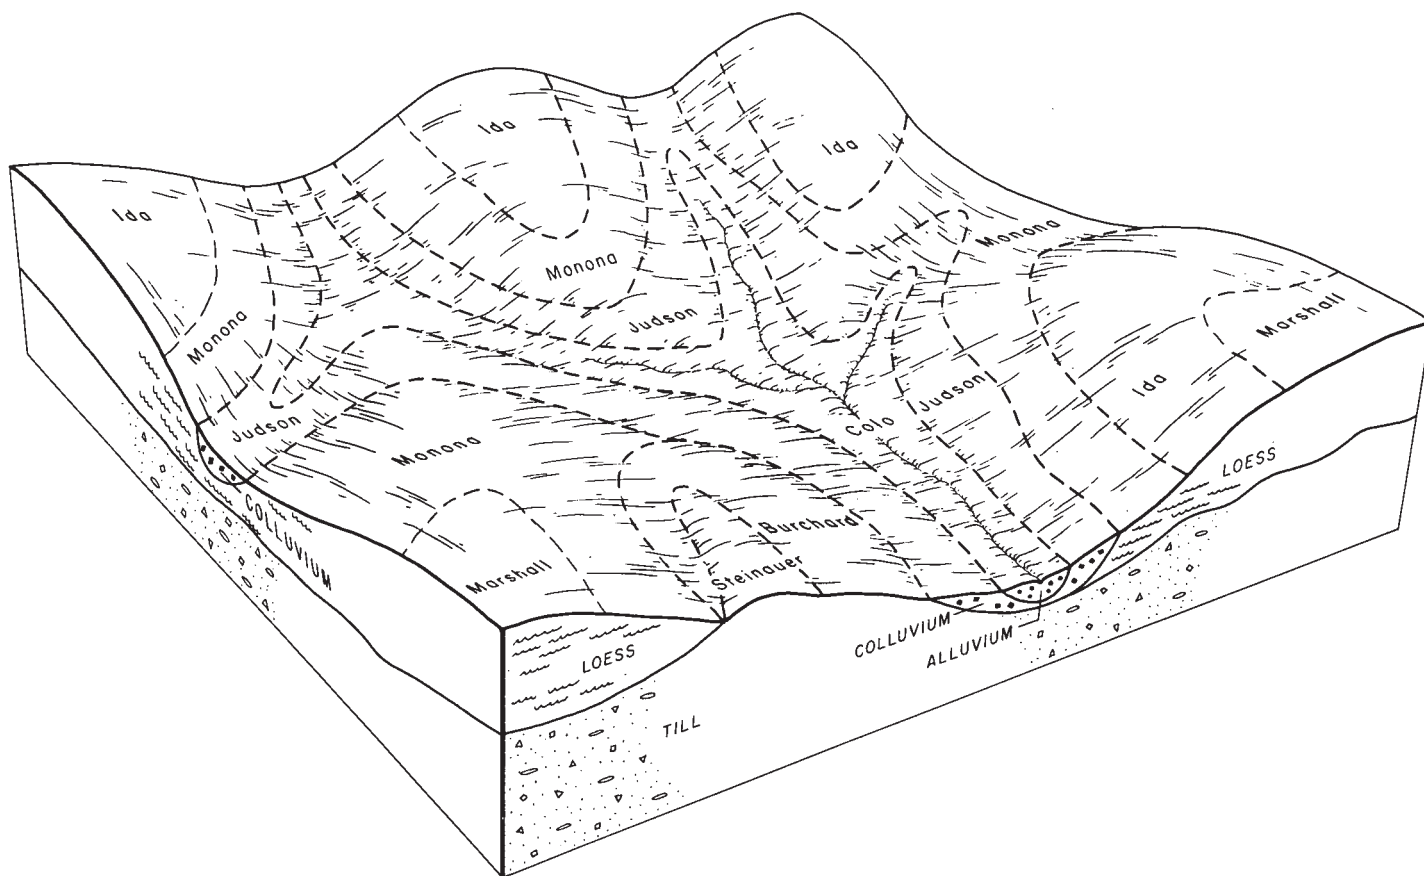 Ida
Ida
Ida
Monona
Monona
Monona
Judson
Marshall
Judson
Ida
Judson
Colo
Monona
LOESS
Burchard
Steinauer
Marshall
COLLUVIUM
COLLUVIUM
ALLUVIUM
LOESS
TILL